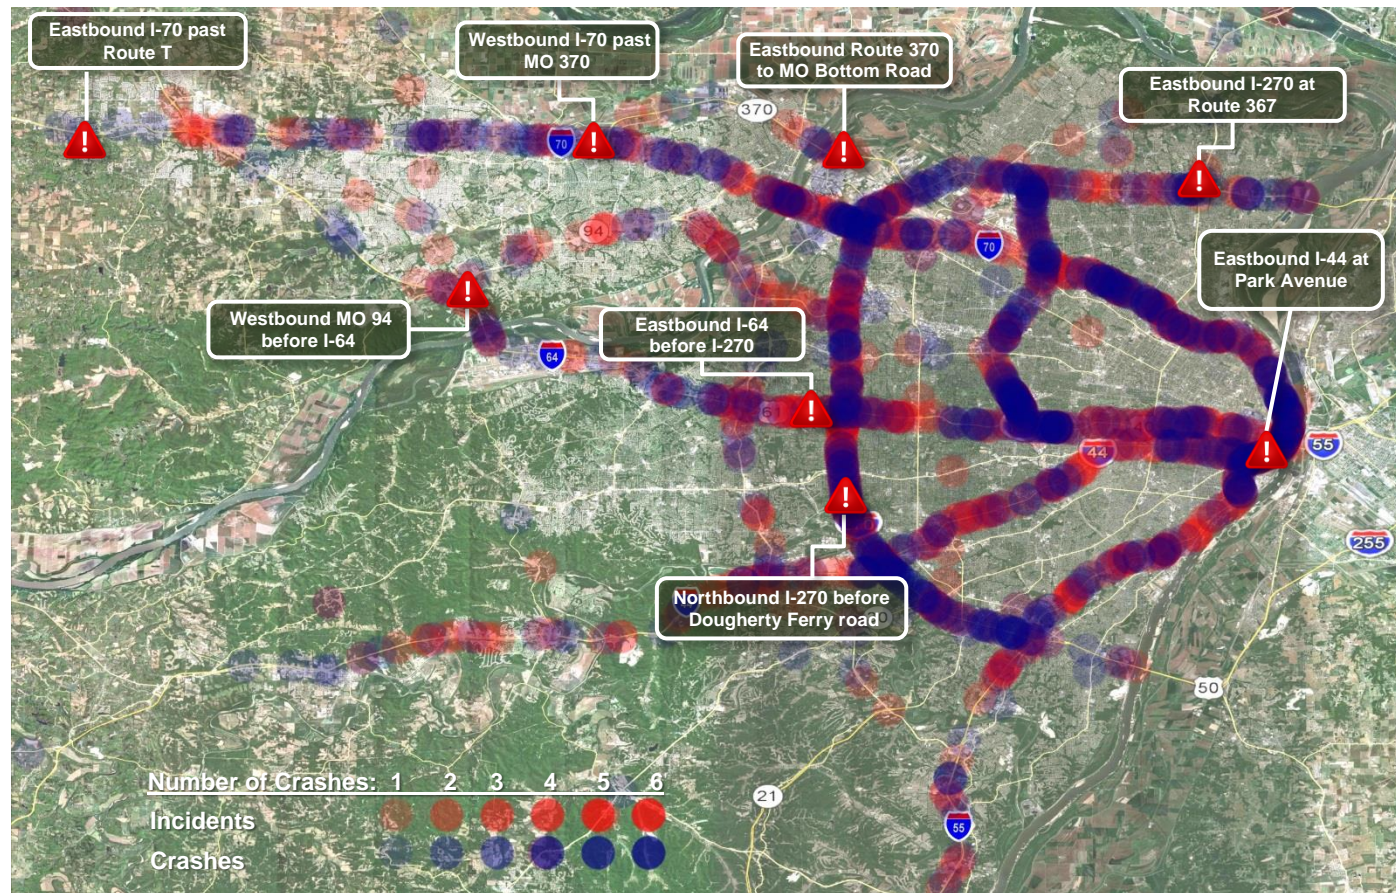 Eastbound I-70 past
Route T
Westbound I-70 past
MO 370
Eastbound Route 370
to MO Bottom Road
Eastbound I-270 at
Route 367
370
70
94
70
Eastbound I-44 at
Park Avenue
Westbound MO 94
before I-64
Eastbound I-64
before I-270
64
61
44
55
255
Northbound I-270 before
Dougherty Ferry road
50
21
55
Number of Crashes: 1 2 3 4 5 6
Incidents
Crashes